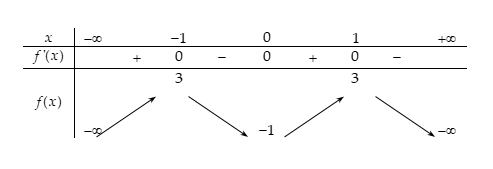 x −∞ −1 0 1 +∞
f'(x) + 0 − 0 + 0 −
3 3
f(x)
−∞ −1 −∞